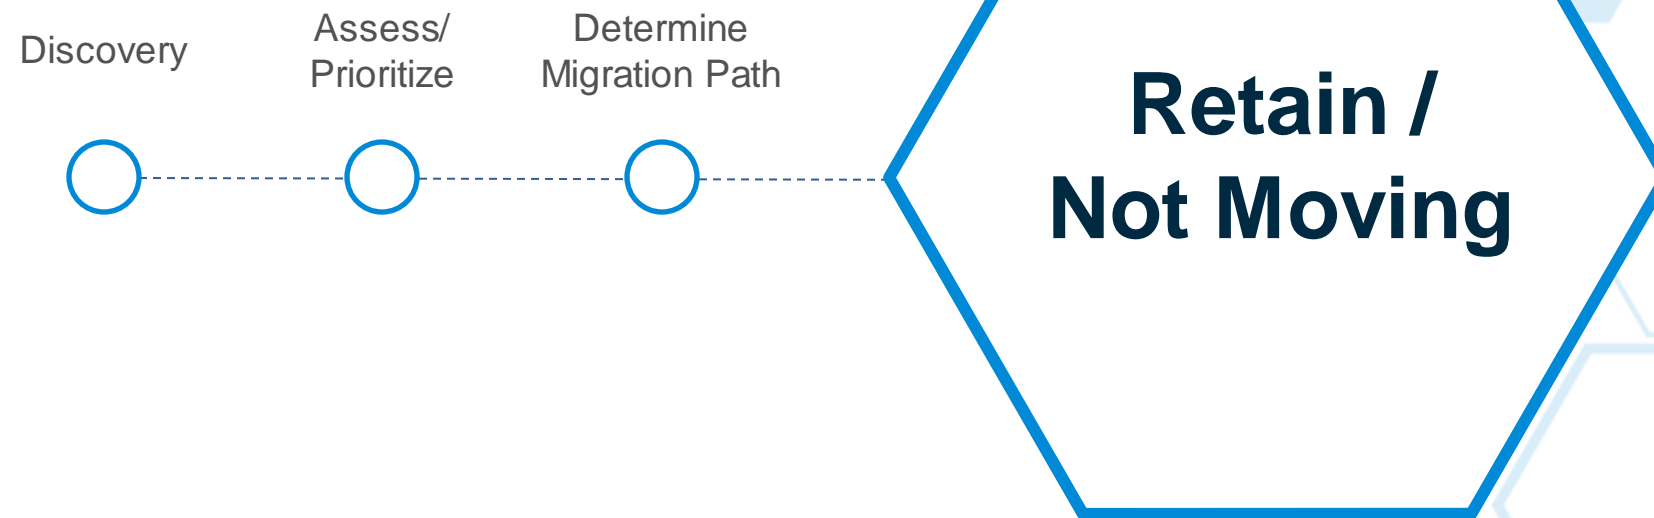 Discovery
Assess/
Prioritize
Determine
Migration Path
Retain /
Not Moving